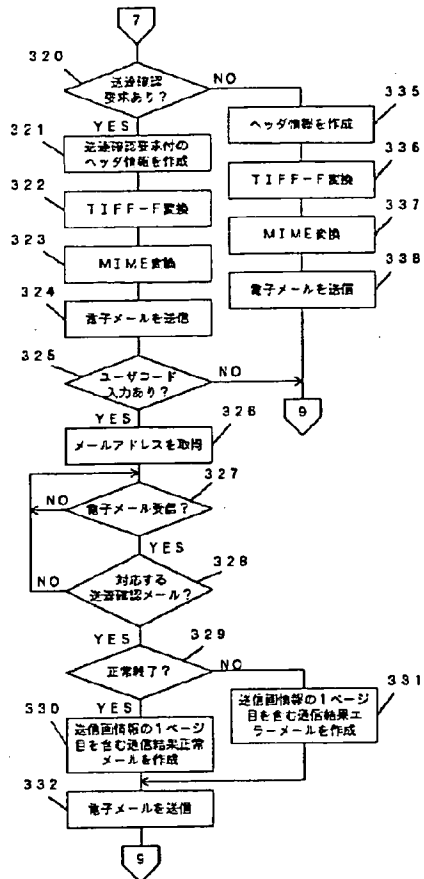 7
320
送達確認
要求あり?
NO
YES
321
送達確認要求付の
ヘッダ情報を作成
322
TIFF-F変換
323
MIME変換
324
電子メールを送信
335
ヘッダ情報を作成
336
TIFF-F変換
337
MIME変換
338
電子メールを送信
325
ユーザコード
入力あり?
NO
9
YES
326
メールアドレスを取得
327
電子メール受信?
NO
YES
328
対応する
送達確認メール?
NO
YES
329
正常終了?
NO
YES
330
送信画情報の1ページ
目を含む通信結果正常
メールを作成
331
送信画情報の1ページ
目を含む通信結果エ
ラーメールを作成
332
電子メールを送信
5